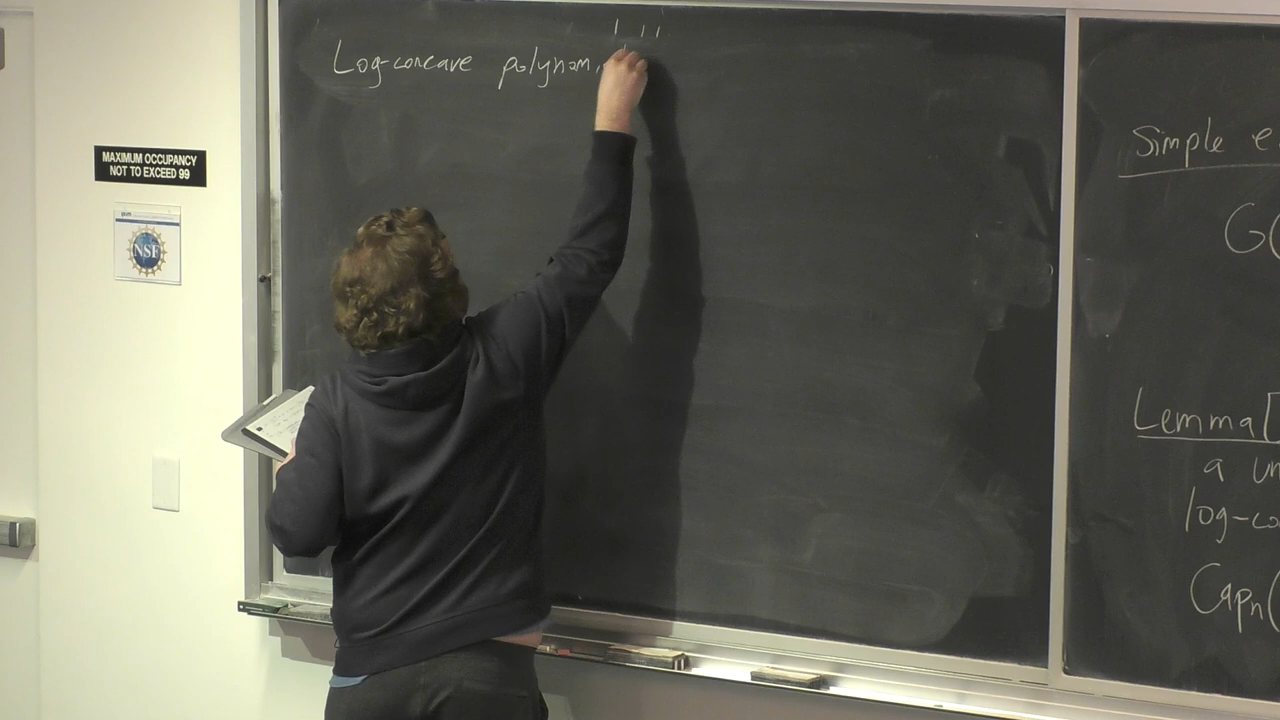 Log-concave polynom
MAXIMUM OCCUPANCY
NOT TO EXCEED 99
NSF
Simple e
G(
Lemma [
a un
log-co
Capn(